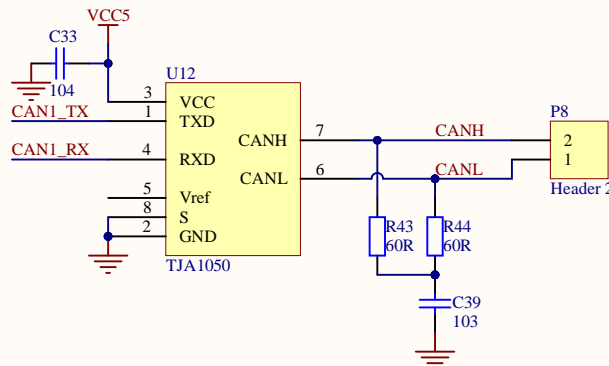 VCC5
C33
104
U12
3 VCC
CAN1_TX 1 TXD
CAN1_RX 4 RXD
5 Vref
8 S
2 GND
CANH 7 CANH
CANL 6 CANL
TJA1050
P8
2
1
Header 2
R43
60R
R44
60R
C39
103